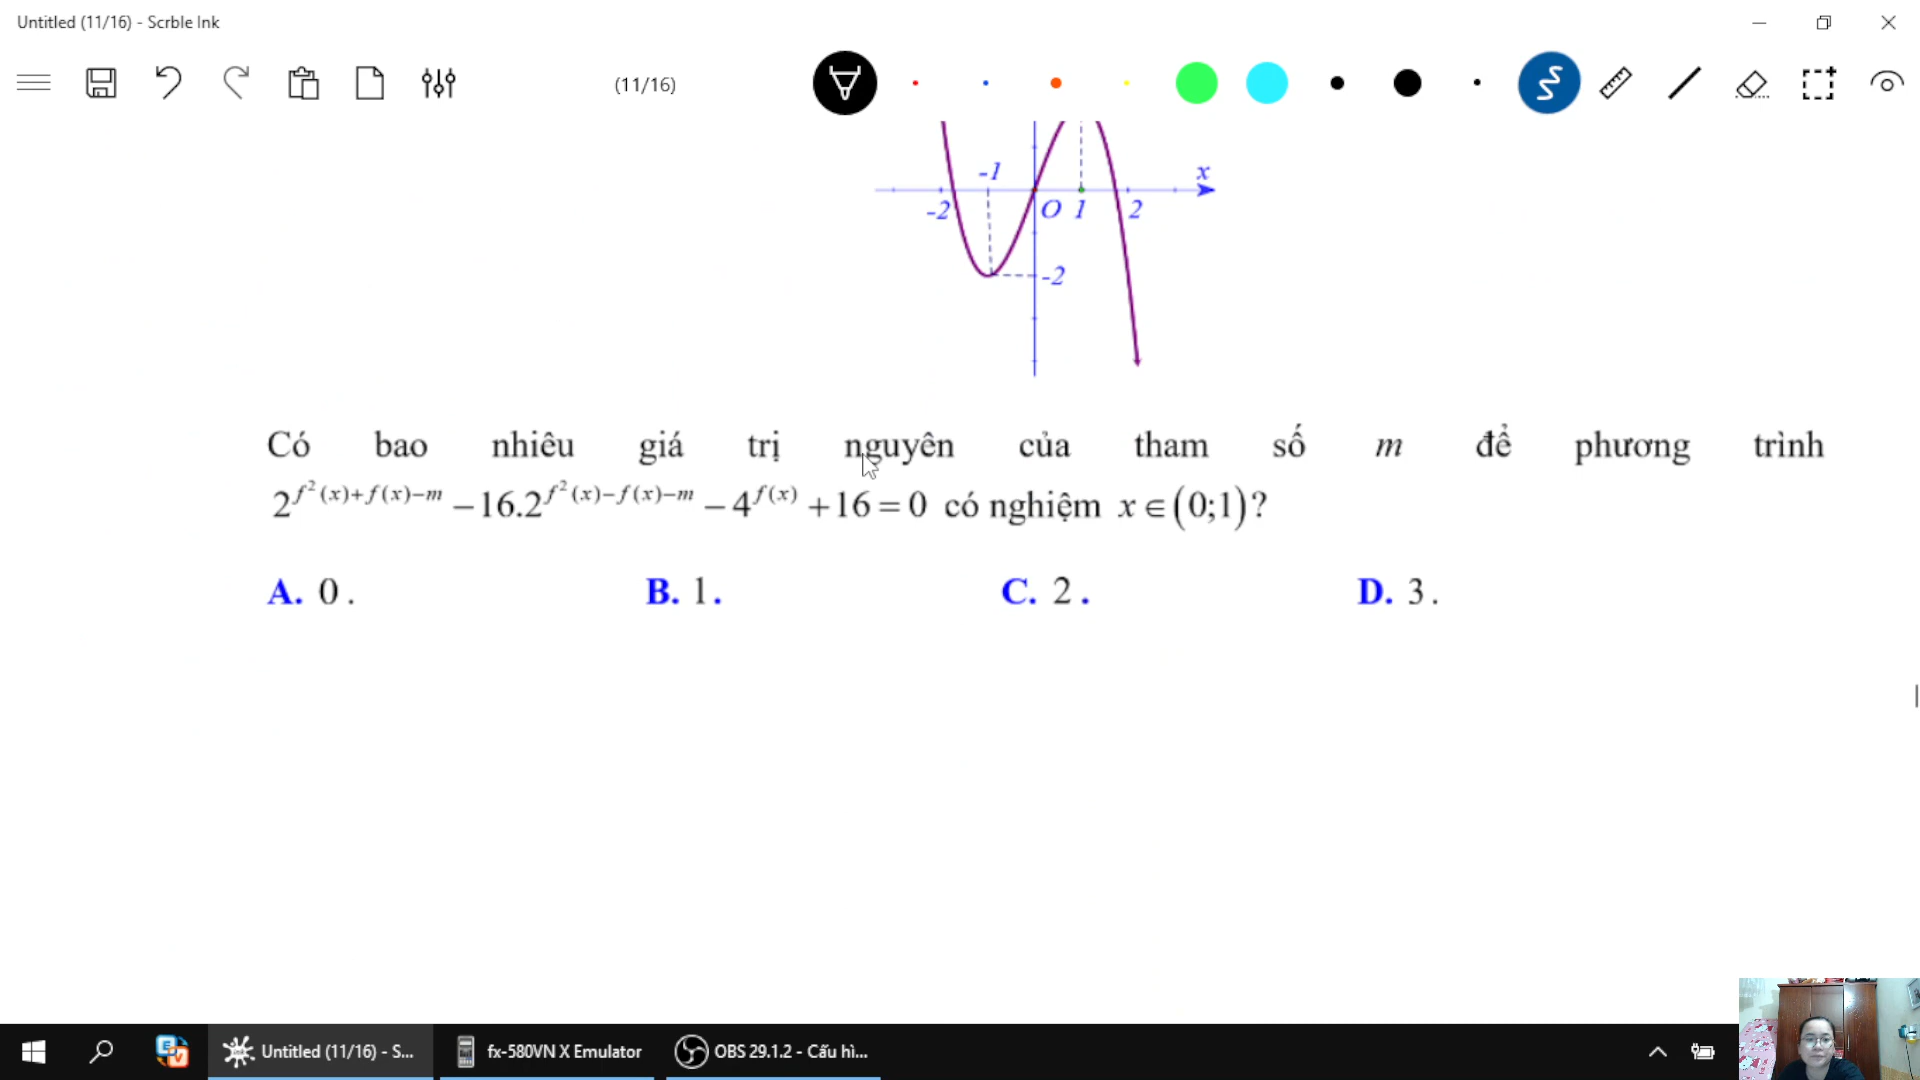 Untitled (11/16) - Scrble Ink
(11/16)
-1
x
-2
O
1
2
-2
Có bao nhiêu giá trị nguyên của tham số m để phương trình
2^{f²(x)+f(x)−m} − 16.2^{f²(x)−f(x)−m} − 4^{f(x)} + 16 = 0 có nghiệm x ∈ (0;1)?
A. 0 . B. 1 . C. 2 . D. 3 .
Untitled (11/16) - S... fx-580VN X Emulator OBS 29.1.2 - Cấu hì...